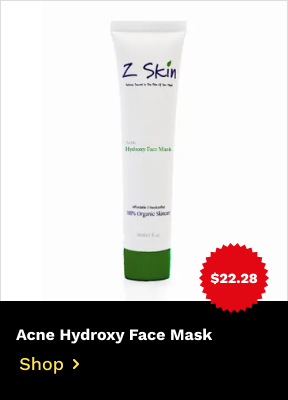 Z Skin
Hydroxy Face Mask
100% Organic Skincare
$22.28
Acne Hydroxy Face Mask
Shop >